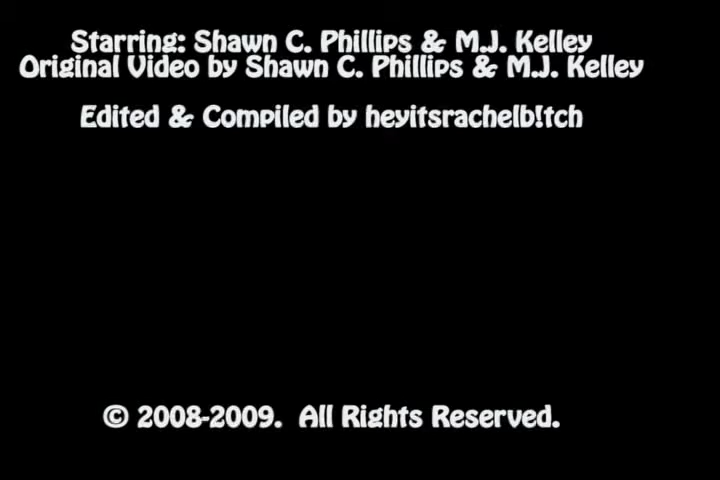 Starring: Shawn C. Phillips & M.J. Kelley
Original Video by Shawn C. Phillips & M.J. Kelley
Edited & Compiled by heyitsrachelb!tch
© 2008-2009.  All Rights Reserved.